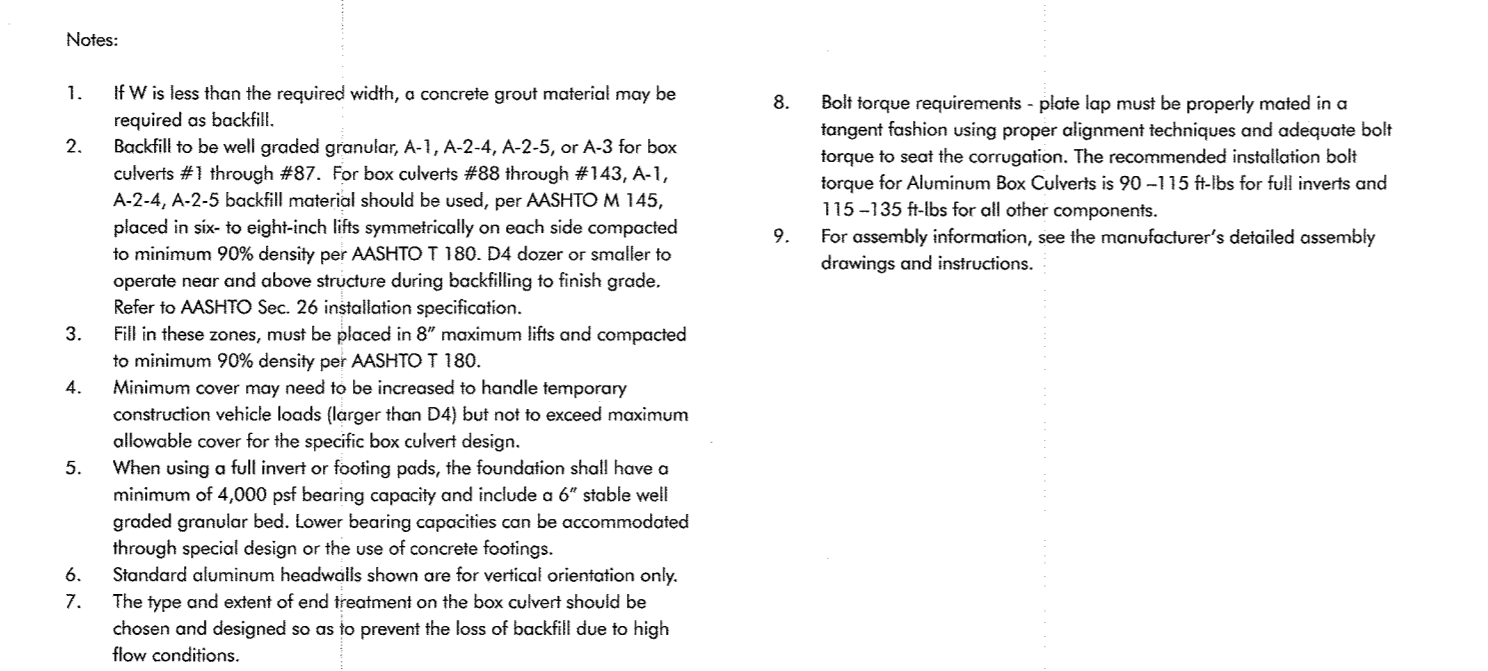 Notes:
1. If W is less than the required width, a concrete grout material may be
required as backfill.
2. Backfill to be well graded granular, A-1, A-2-4, A-2-5, or A-3 for box
culverts #1 through #87. For box culverts #88 through #143, A-1,
A-2-4, A-2-5 backfill material should be used, per AASHTO M 145,
placed in six- to eight-inch lifts symmetrically on each side compacted
to minimum 90% density per AASHTO T 180. D4 dozer or smaller to
operate near and above structure during backfilling to finish grade.
Refer to AASHTO Sec. 26 installation specification.
3. Fill in these zones, must be placed in 8" maximum lifts and compacted
to minimum 90% density per AASHTO T 180.
4. Minimum cover may need to be increased to handle temporary
construction vehicle loads (larger than D4) but not to exceed maximum
allowable cover for the specific box culvert design.
5. When using a full invert or footing pads, the foundation shall have a
minimum of 4,000 psf bearing capacity and include a 6" stable well
graded granular bed. Lower bearing capacities can be accommodated
through special design or the use of concrete footings.
6. Standard aluminum headwalls shown are for vertical orientation only.
7. The type and extent of end treatment on the box culvert should be
chosen and designed so as to prevent the loss of backfill due to high
flow conditions.
8. Bolt torque requirements - plate lap must be properly mated in a
tangent fashion using proper alignment techniques and adequate bolt
torque to seat the corrugation. The recommended installation bolt
torque for Aluminum Box Culverts is 90 –115 ft-lbs for full inverts and
115 –135 ft-lbs for all other components.
9. For assembly information, see the manufacturer's detailed assembly
drawings and instructions.